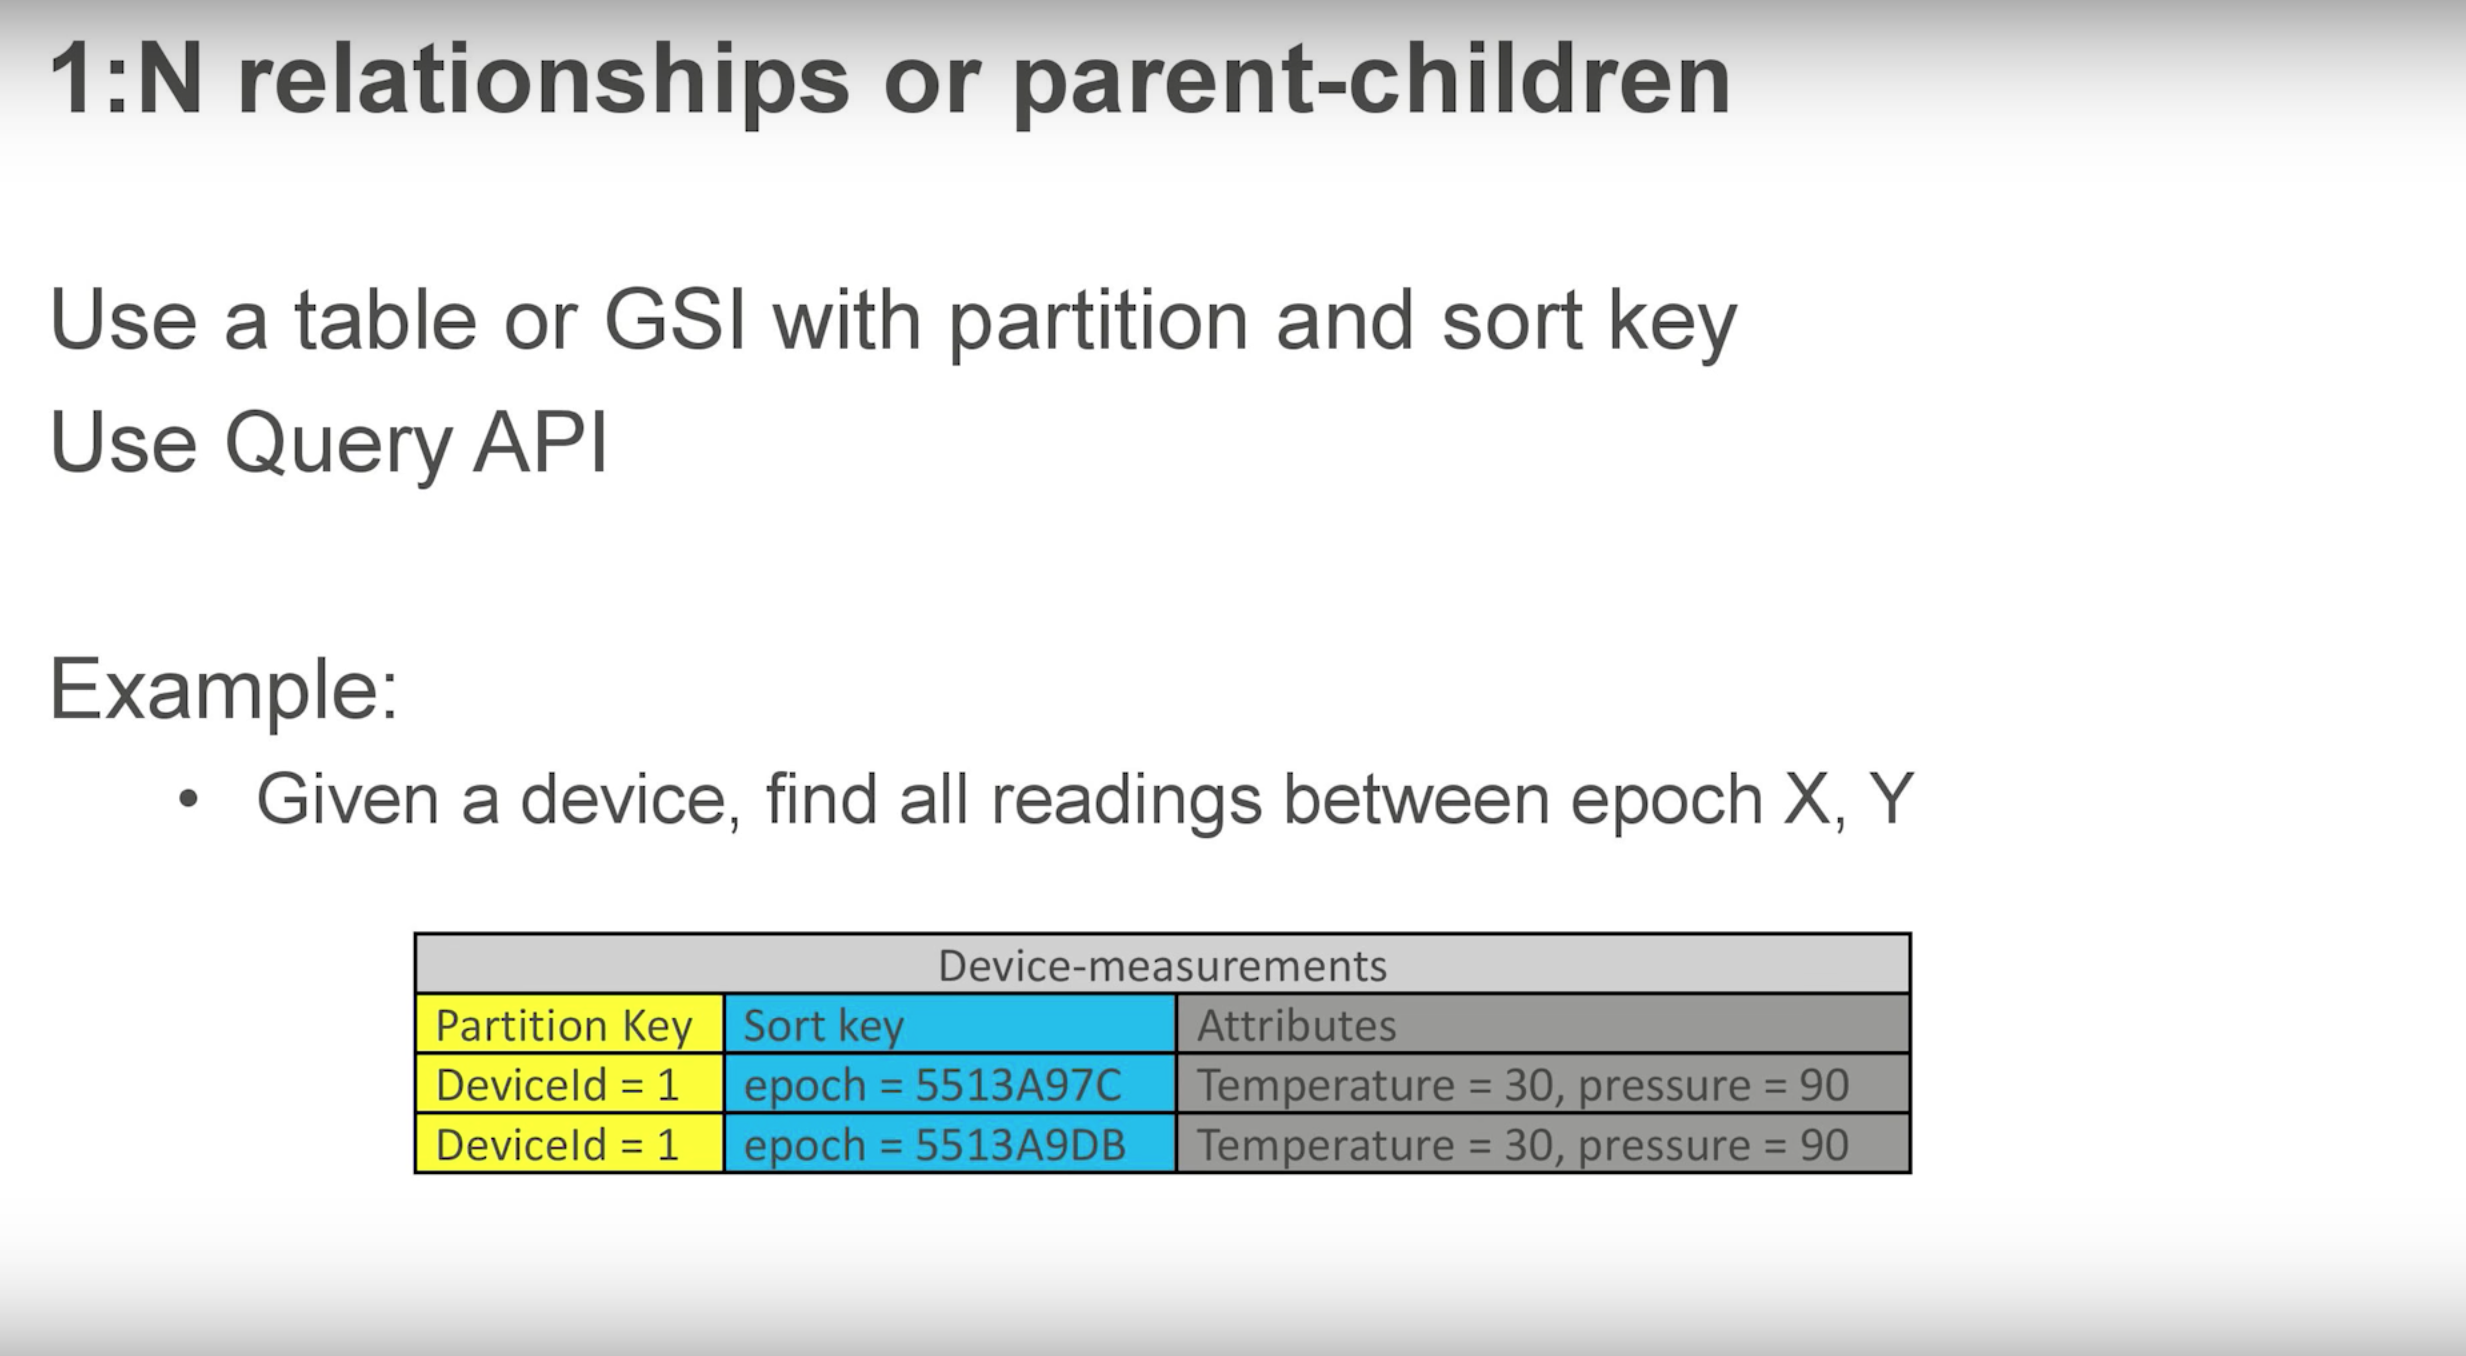 1:N relationships or parent-children
Use a table or GSI with partition and sort key
Use Query API
Example:
• Given a device, find all readings between epoch X, Y
Device-measurements
Partition Key Sort key Attributes
DeviceId = 1 epoch = 5513A97C Temperature = 30, pressure = 90
DeviceId = 1 epoch = 5513A9DB Temperature = 30, pressure = 90